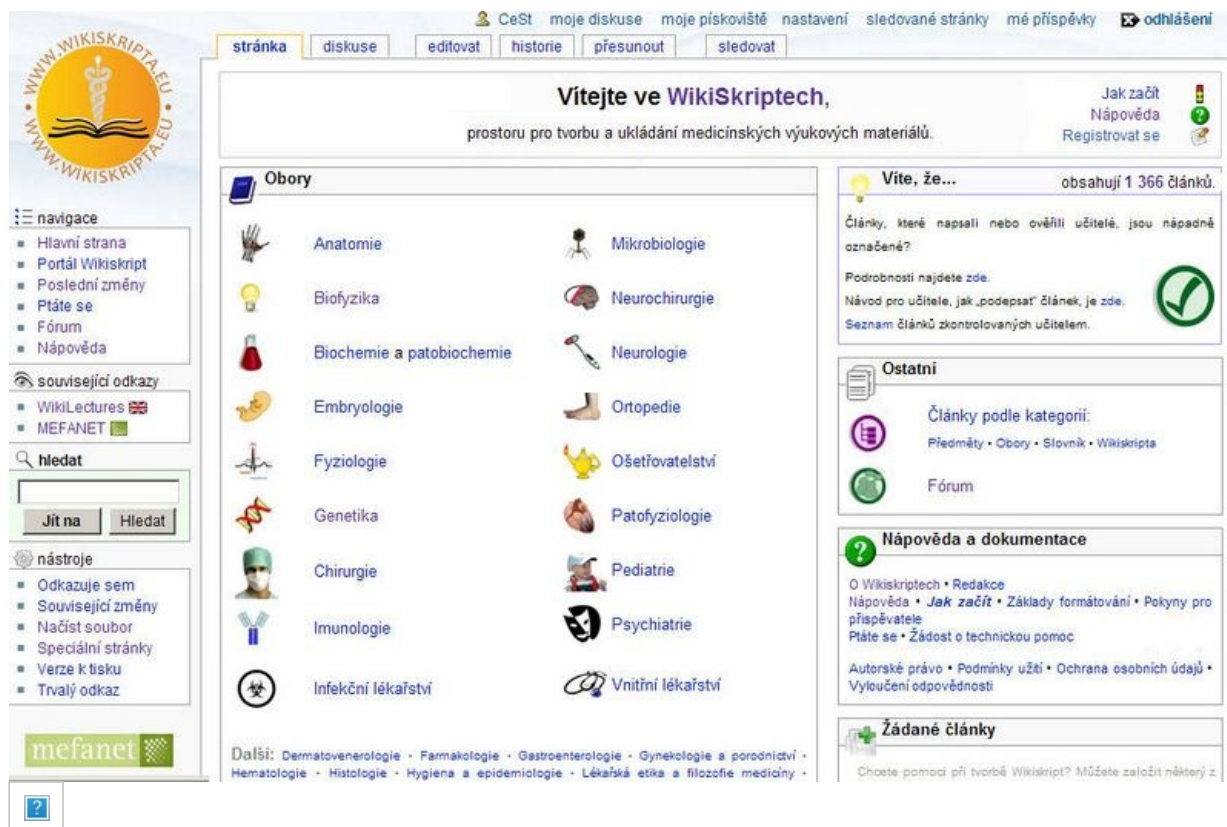 CeSt moje diskuse moje pískoviště nastavení sledované stránky mé příspěvky odhlášení
stránka diskuse editovat historie přesunout sledovat
WWW.WIKISKRIPTA.EU • WWW.WIKISKRIPTA.EU •
Vítejte ve WikiSkriptech,
prostoru pro tvorbu a ukládání medicínských výukových materiálů.
Jak začít
Nápověda
Registrovat se
navigace
Hlavní strana
Portál Wikiskript
Poslední změny
Ptáte se
Fórum
Nápověda
související odkazy
WikiLectures
MEFANET
hledat
Jít na Hledat
nástroje
Odkazuje sem
Související změny
Načíst soubor
Speciální stránky
Verze k tisku
Trvalý odkaz
mefanet
Obory
Anatomie
Mikrobiologie
Biofyzika
Neurochirurgie
Biochemie a patobiochemie
Neurologie
Embryologie
Ortopedie
Fyziologie
Ošetřovatelství
Genetika
Patofyziologie
Chirurgie
Pediatrie
Imunologie
Psychiatrie
Infekční lékařství
Vnitřní lékařství
Další: Dermatovenerologie • Farmakologie • Gastroenterologie • Gynekologie a porodnictví •
Hematologie • Histologie • Hygiena a epidemiologie • Lékařská etika a filozofie medicíny •
Víte, že... obsahují 1 366 článků.
Články, které napsali nebo ověřili učitelé, jsou nápadně
označené?
Podrobnosti najdete zde.
Návod pro učitele, jak „podepsat“ článek, je zde.
Seznam článků zkontrolovaných učitelem.
Ostatní
Články podle kategorií:
Předměty • Obory • Slovník • Wikiskripta
Fórum
Nápověda a dokumentace
O Wikiskriptech • Redakce
Nápověda • Jak začít • Základy formátování • Pokyny pro
přispěvatele
Ptáte se • Žádost o technickou pomoc
Autorské právo • Podmínky užití • Ochrana osobních údajů •
Vyloučení odpovědnosti
Žádané články
Chcete pomoci při tvorbě Wikiskript? Můžete založit některý z